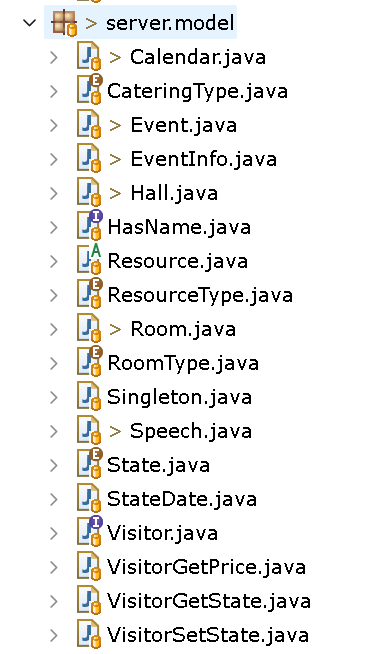 > server.model
> Calendar.java
CateringType.java
> Event.java
> EventInfo.java
> Hall.java
HasName.java
Resource.java
ResourceType.java
> Room.java
RoomType.java
Singleton.java
> Speech.java
State.java
StateDate.java
Visitor.java
VisitorGetPrice.java
VisitorGetState.java
VisitorSetState.java